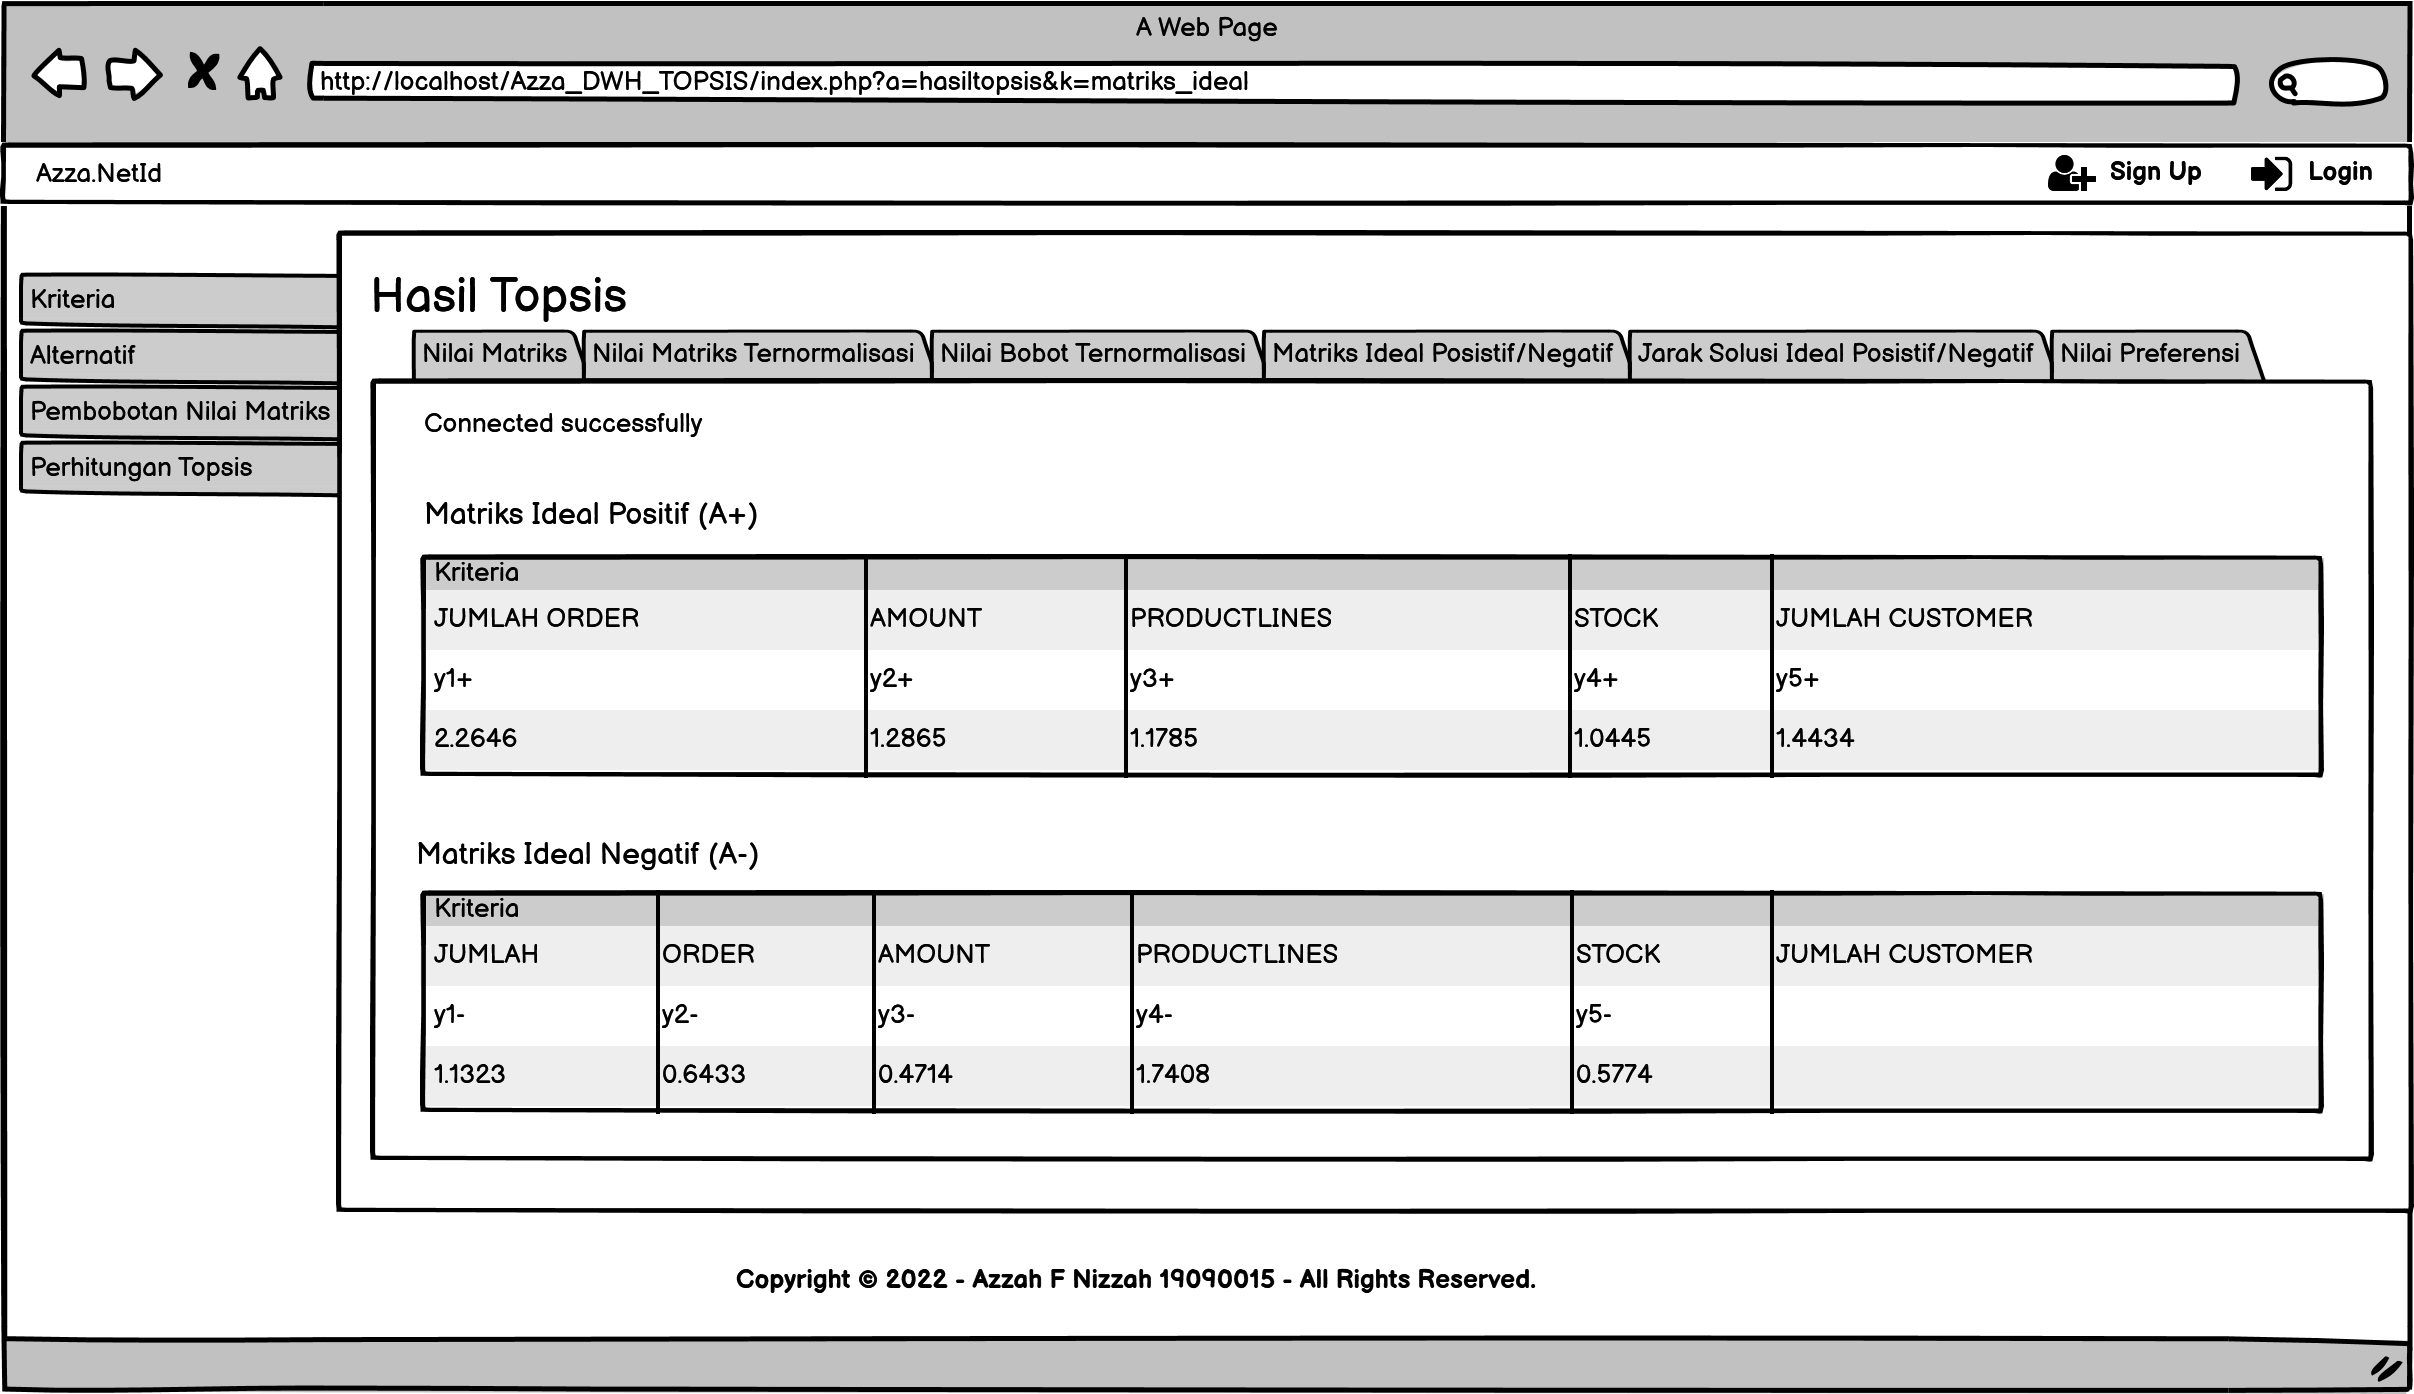 A Web Page
http://localhost/Azza_DWH_TOPSIS/index.php?a=hasiltopsis&k=matriks_ideal
Azza.NetId Sign Up Login
Kriteria
Alternatif
Pembobotan Nilai Matriks
Perhitungan Topsis
Hasil Topsis
Nilai Matriks Nilai Matriks Ternormalisasi Nilai Bobot Ternormalisasi Matriks Ideal Posistif/Negatif Jarak Solusi Ideal Posistif/Negatif Nilai Preferensi
Connected successfully
Matriks Ideal Positif (A+)
Kriteria
JUMLAH ORDER AMOUNT PRODUCTLINES STOCK JUMLAH CUSTOMER
y1+ y2+ y3+ y4+ y5+
2.2646 1.2865 1.1785 1.0445 1.4434
Matriks Ideal Negatif (A-)
Kriteria
JUMLAH ORDER AMOUNT PRODUCTLINES STOCK JUMLAH CUSTOMER
y1- y2- y3- y4- y5-
1.1323 0.6433 0.4714 1.7408 0.5774
Copyright © 2022 - Azzah F Nizzah 19090015 - All Rights Reserved.